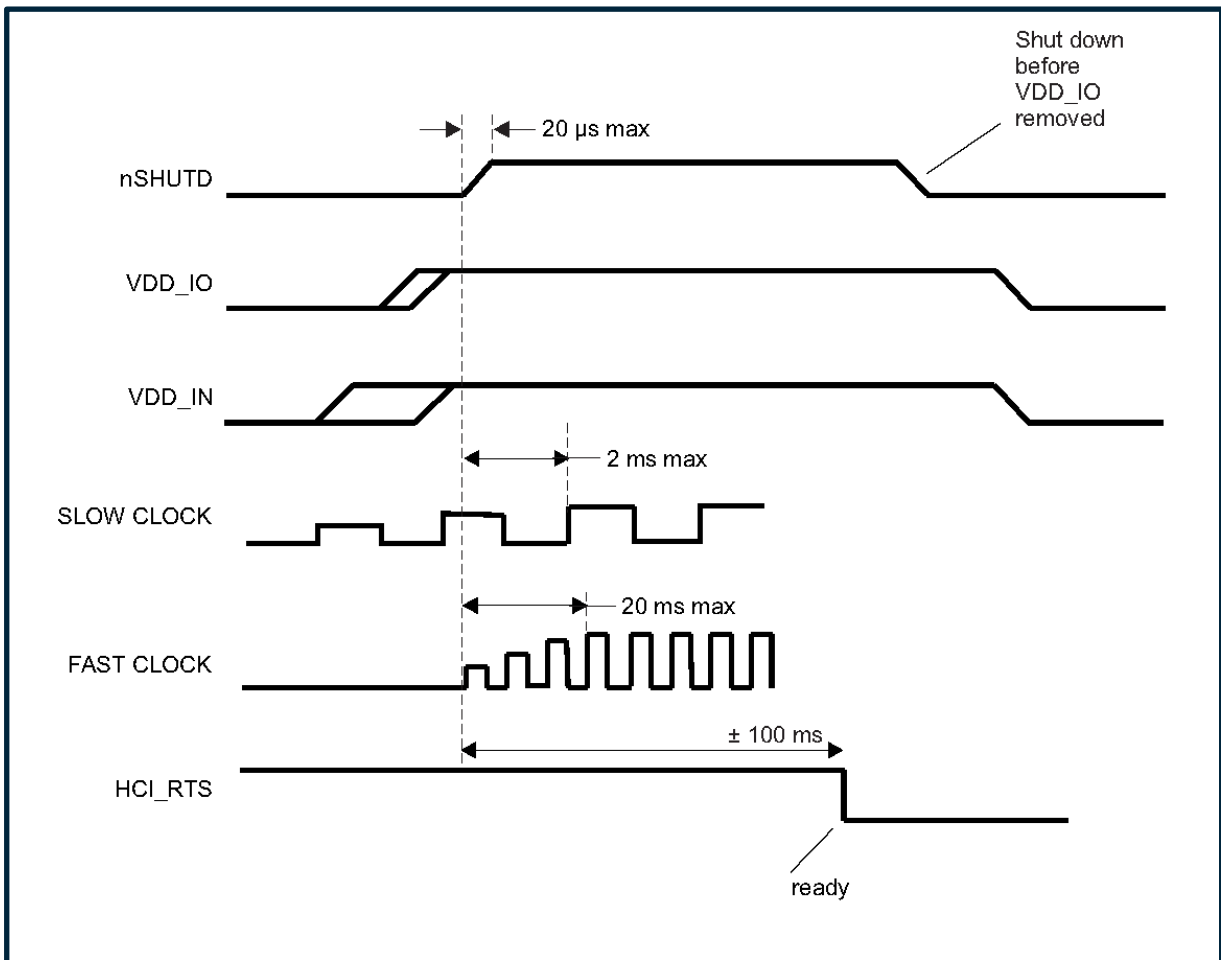 Shut down
before
VDD_IO
removed
20 µs max
nSHUTD
VDD_IO
VDD_IN
2 ms max
SLOW CLOCK
20 ms max
FAST CLOCK
± 100 ms
HCI_RTS
ready